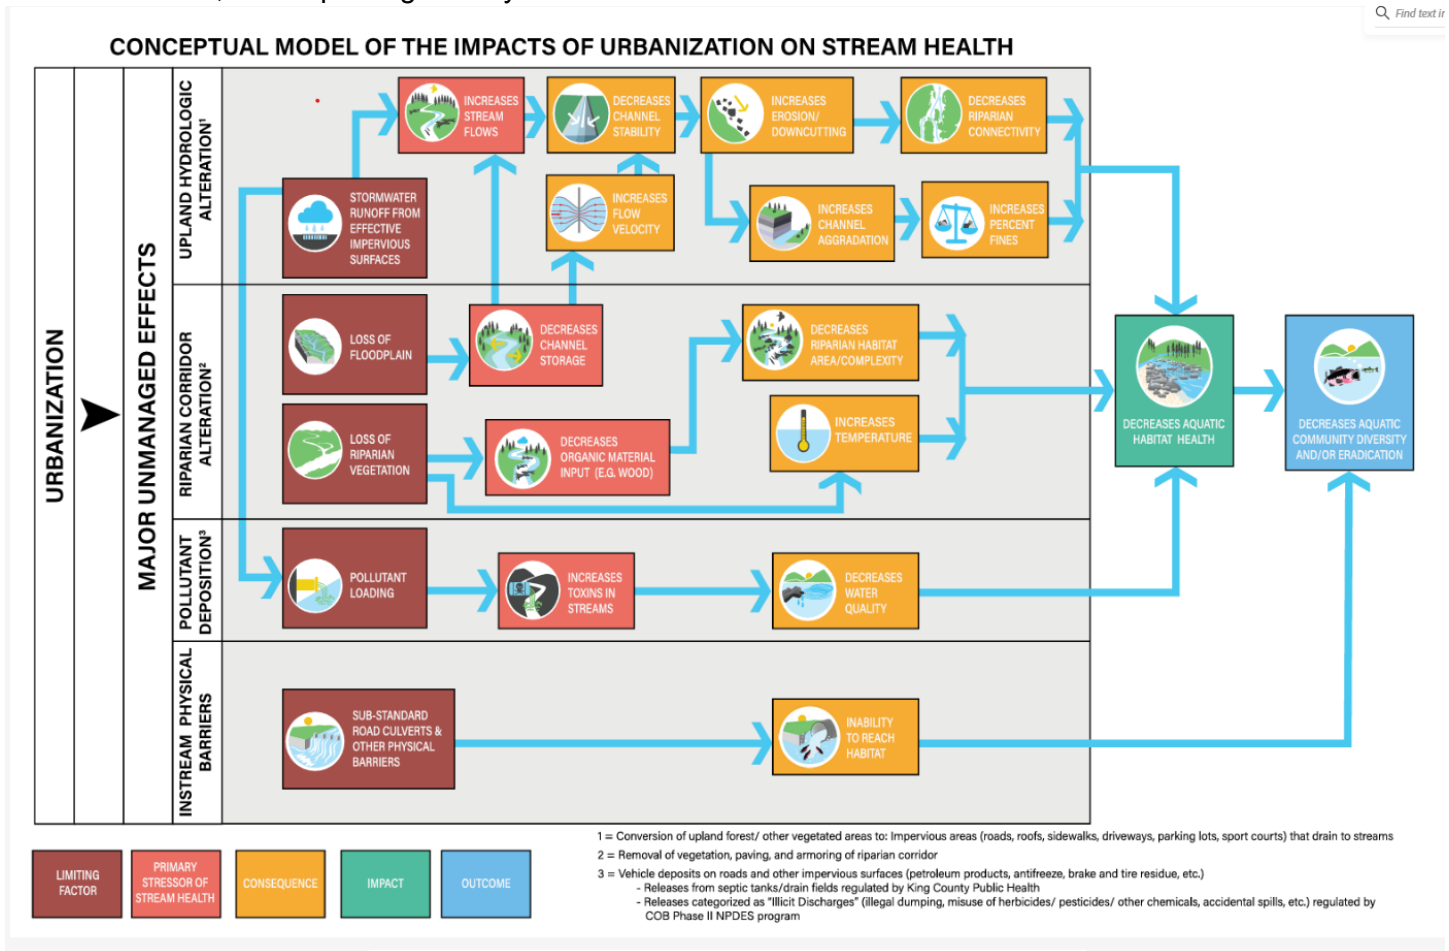 Find text in
CONCEPTUAL MODEL OF THE IMPACTS OF URBANIZATION ON STREAM HEALTH
URBANIZATION
MAJOR UNMANAGED EFFECTS
UPLAND HYDROLOGIC
ALTERATION¹
INCREASES
STREAM
FLOWS
DECREASES
CHANNEL
STABILITY
INCREASES
EROSION/
DOWNCUTTING
DECREASES
RIPARIAN
CONNECTIVITY
STORMWATER
RUNOFF FROM
EFFECTIVE
IMPERVIOUS
SURFACES
INCREASES
FLOW
VELOCITY
INCREASES
CHANNEL
AGGRADATION
INCREASES
PERCENT
FINES
RIPARIAN CORRIDOR
ALTERATION²
LOSS OF
FLOODPLAIN
DECREASES
CHANNEL
STORAGE
DECREASES
RIPARIAN HABITAT
AREA/COMPLEXITY
LOSS OF
RIPARIAN
VEGETATION
DECREASES
ORGANIC MATERIAL
INPUT (E.G. WOOD)
INCREASES
TEMPERATURE
DECREASES AQUATIC
HABITAT HEALTH
DECREASES AQUATIC
COMMUNITY DIVERSITY
AND/OR ERADICATION
POLLUTANT
DEPOSITION³
POLLUTANT
LOADING
INCREASES
TOXINS IN
STREAMS
DECREASES
WATER
QUALITY
INSTREAM PHYSICAL
BARRIERS
SUB-STANDARD
ROAD CULVERTS &
OTHER PHYSICAL
BARRIERS
INABILITY
TO REACH
HABITAT
LIMITING
FACTOR
PRIMARY
STRESSOR OF
STREAM HEALTH
CONSEQUENCE
IMPACT
OUTCOME
1 = Conversion of upland forest/ other vegetated areas to: Impervious areas (roads, roofs, sidewalks, driveways, parking lots, sport courts) that drain to streams
2 = Removal of vegetation, paving, and armoring of riparian corridor
3 = Vehicle deposits on roads and other impervious surfaces (petroleum products, antifreeze, brake and tire residue, etc.)
- Releases from septic tanks/drain fields regulated by King County Public Health
- Releases categorized as "Illicit Discharges" (illegal dumping, misuse of herbicides/ pesticides/ other chemicals, accidental spills, etc.) regulated by
COB Phase II NPDES program